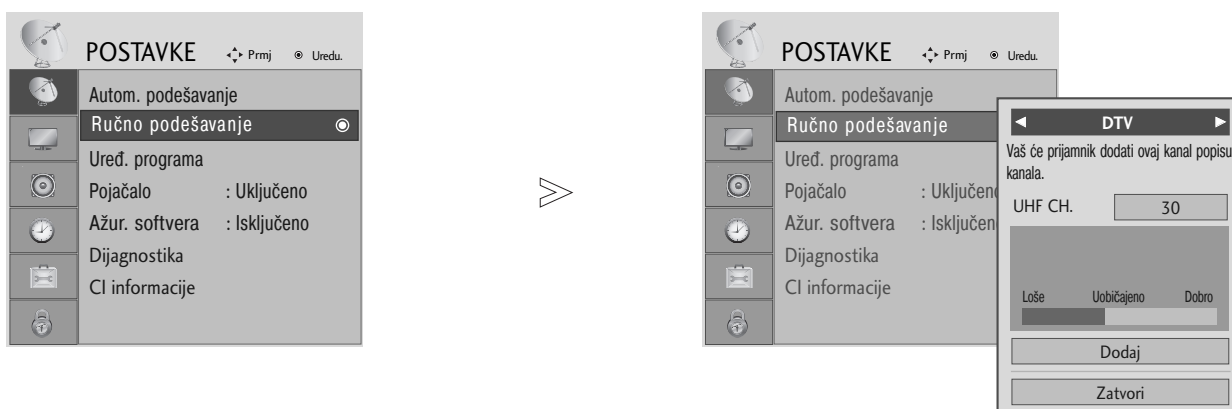 POSTAVKE Prmj Uredu.
Autom. podešavanje
Ručno podešavanje
Uređ. programa
Pojačalo : Uključeno
Ažur. softvera : Isključeno
Dijagnostika
CI informacije
POSTAVKE Prmj Uredu.
Autom. podešavanje
Ručno podešavanje
Uređ. programa
Pojačalo : Uključeno
Ažur. softvera : Isključen
Dijagnostika
CI informacije
DTV
Vaš će prijamnik dodati ovaj kanal popisu
kanala.
UHF CH. 30
Loše Uobičajeno Dobro
Dodaj
Zatvori